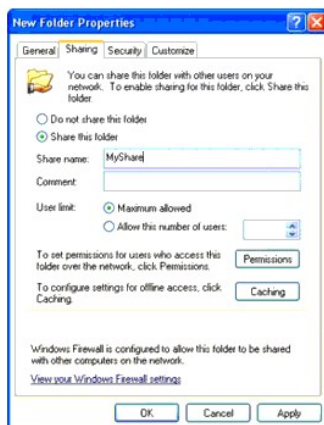 New Folder Properties
General Sharing Security Customize
You can share this folder with other users on your
network. To enable sharing for this folder, click Share this
folder.
Do not share this folder
Share this folder
Share name: MyShare
Comment:
User limit: Maximum allowed
Allow this number of users:
To set permissions for users who access this
folder over the network, click Permissions.
Permissions
To configure settings for offline access, click
Caching.
Caching
Windows Firewall is configured to allow this folder to be shared
with other computers on the network.
View your Windows Firewall settings
OK Cancel Apply